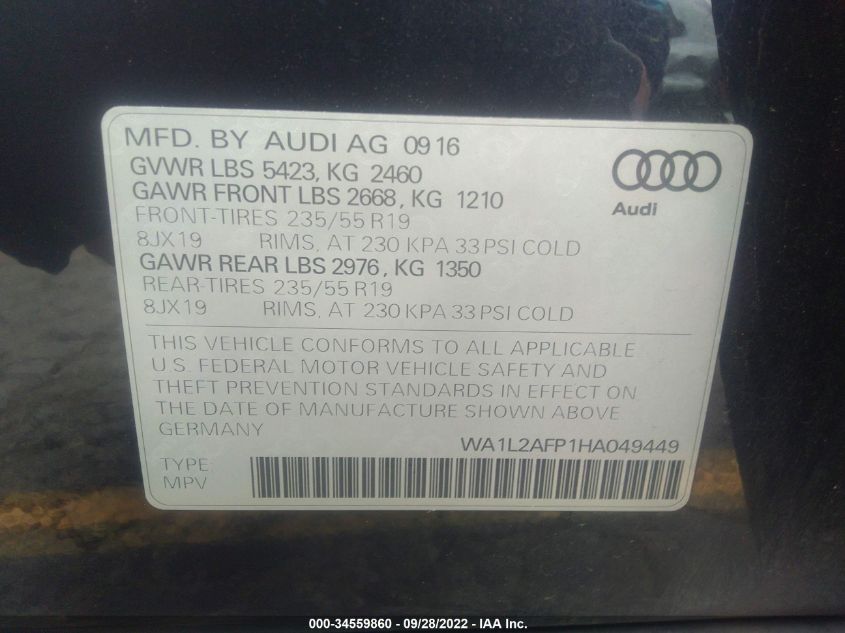 MFD. BY AUDI AG 0916
GVWR LBS 5423, KG 2460
GAWR FRONT LBS 2668, KG 1210
FRONT-TIRES 235/55 R19
8JX19 RIMS, AT 230 KPA 33 PSI COLD
GAWR REAR LBS 2976, KG 1350
REAR-TIRES 235/55 R19
8JX19 RIMS, AT 230 KPA 33 PSI COLD
Audi
THIS VEHICLE CONFORMS TO ALL APPLICABLE
U.S. FEDERAL MOTOR VEHICLE SAFETY AND
THEFT PREVENTION STANDARDS IN EFFECT ON
THE DATE OF MANUFACTURE SHOWN ABOVE
GERMANY
WA1L2AFP1HA049449
TYPE:
MPV
000-34559860 - 09/28/2022 - IAA Inc.